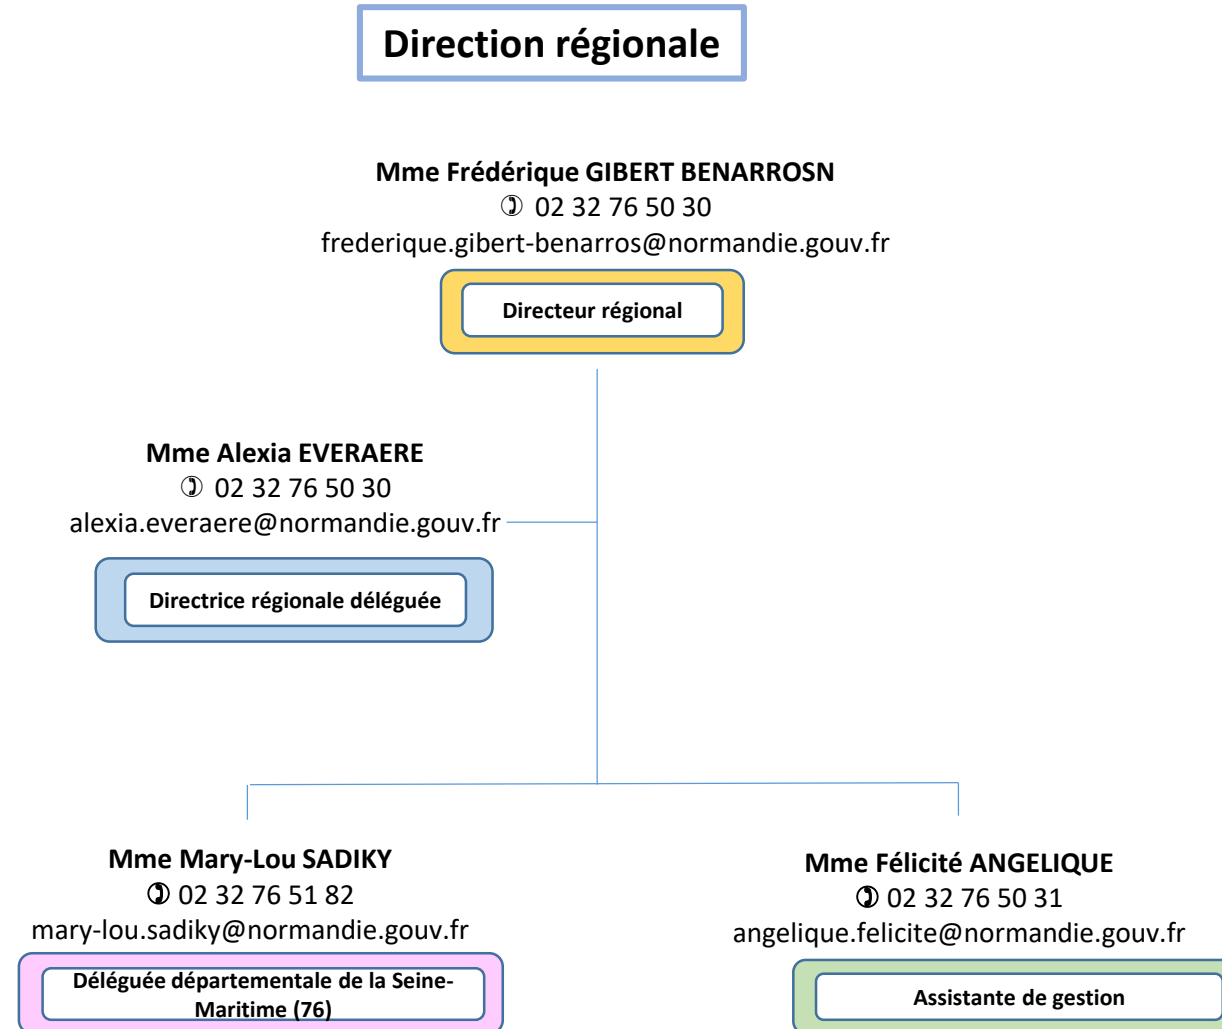 Direction régionale
Mme Frédérique GIBERT BENARROSN
✆ 02 32 76 50 30
frederique.gibert-benarros@normandie.gouv.fr
Directeur régional
Mme Alexia EVERAERE
✆ 02 32 76 50 30
alexia.everaere@normandie.gouv.fr
Directrice régionale déléguée
Mme Mary-Lou SADIKY
✆ 02 32 76 51 82
mary-lou.sadiky@normandie.gouv.fr
Déléguée départementale de la Seine-
Maritime (76)
Mme Félicité ANGELIQUE
✆ 02 32 76 50 31
angelique.felicite@normandie.gouv.fr
Assistante de gestion